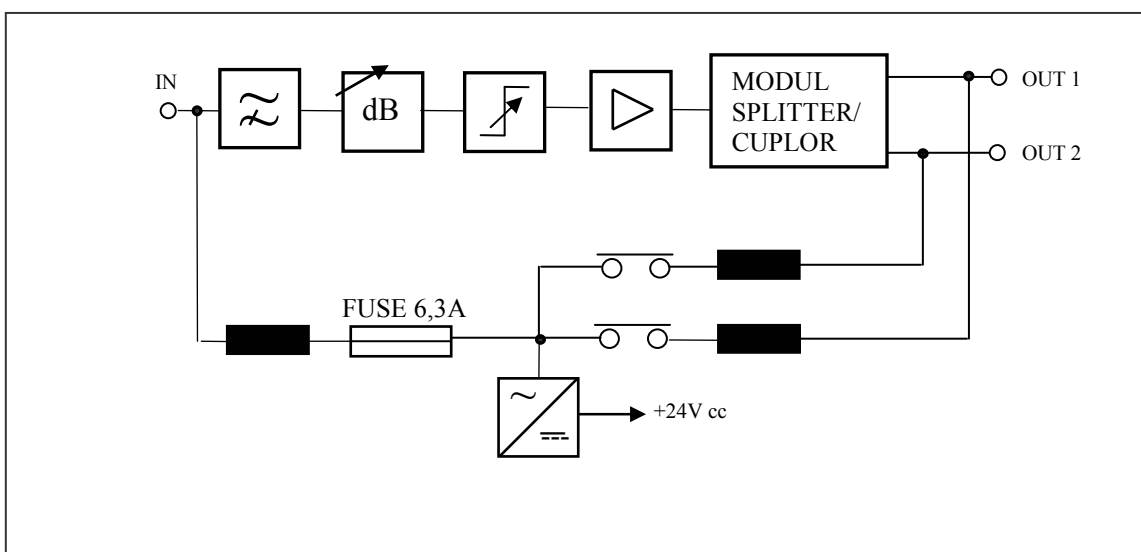 IN
dB
MODUL
SPLITTER/
CUPLOR
OUT 1
OUT 2
FUSE 6,3A
+24V cc